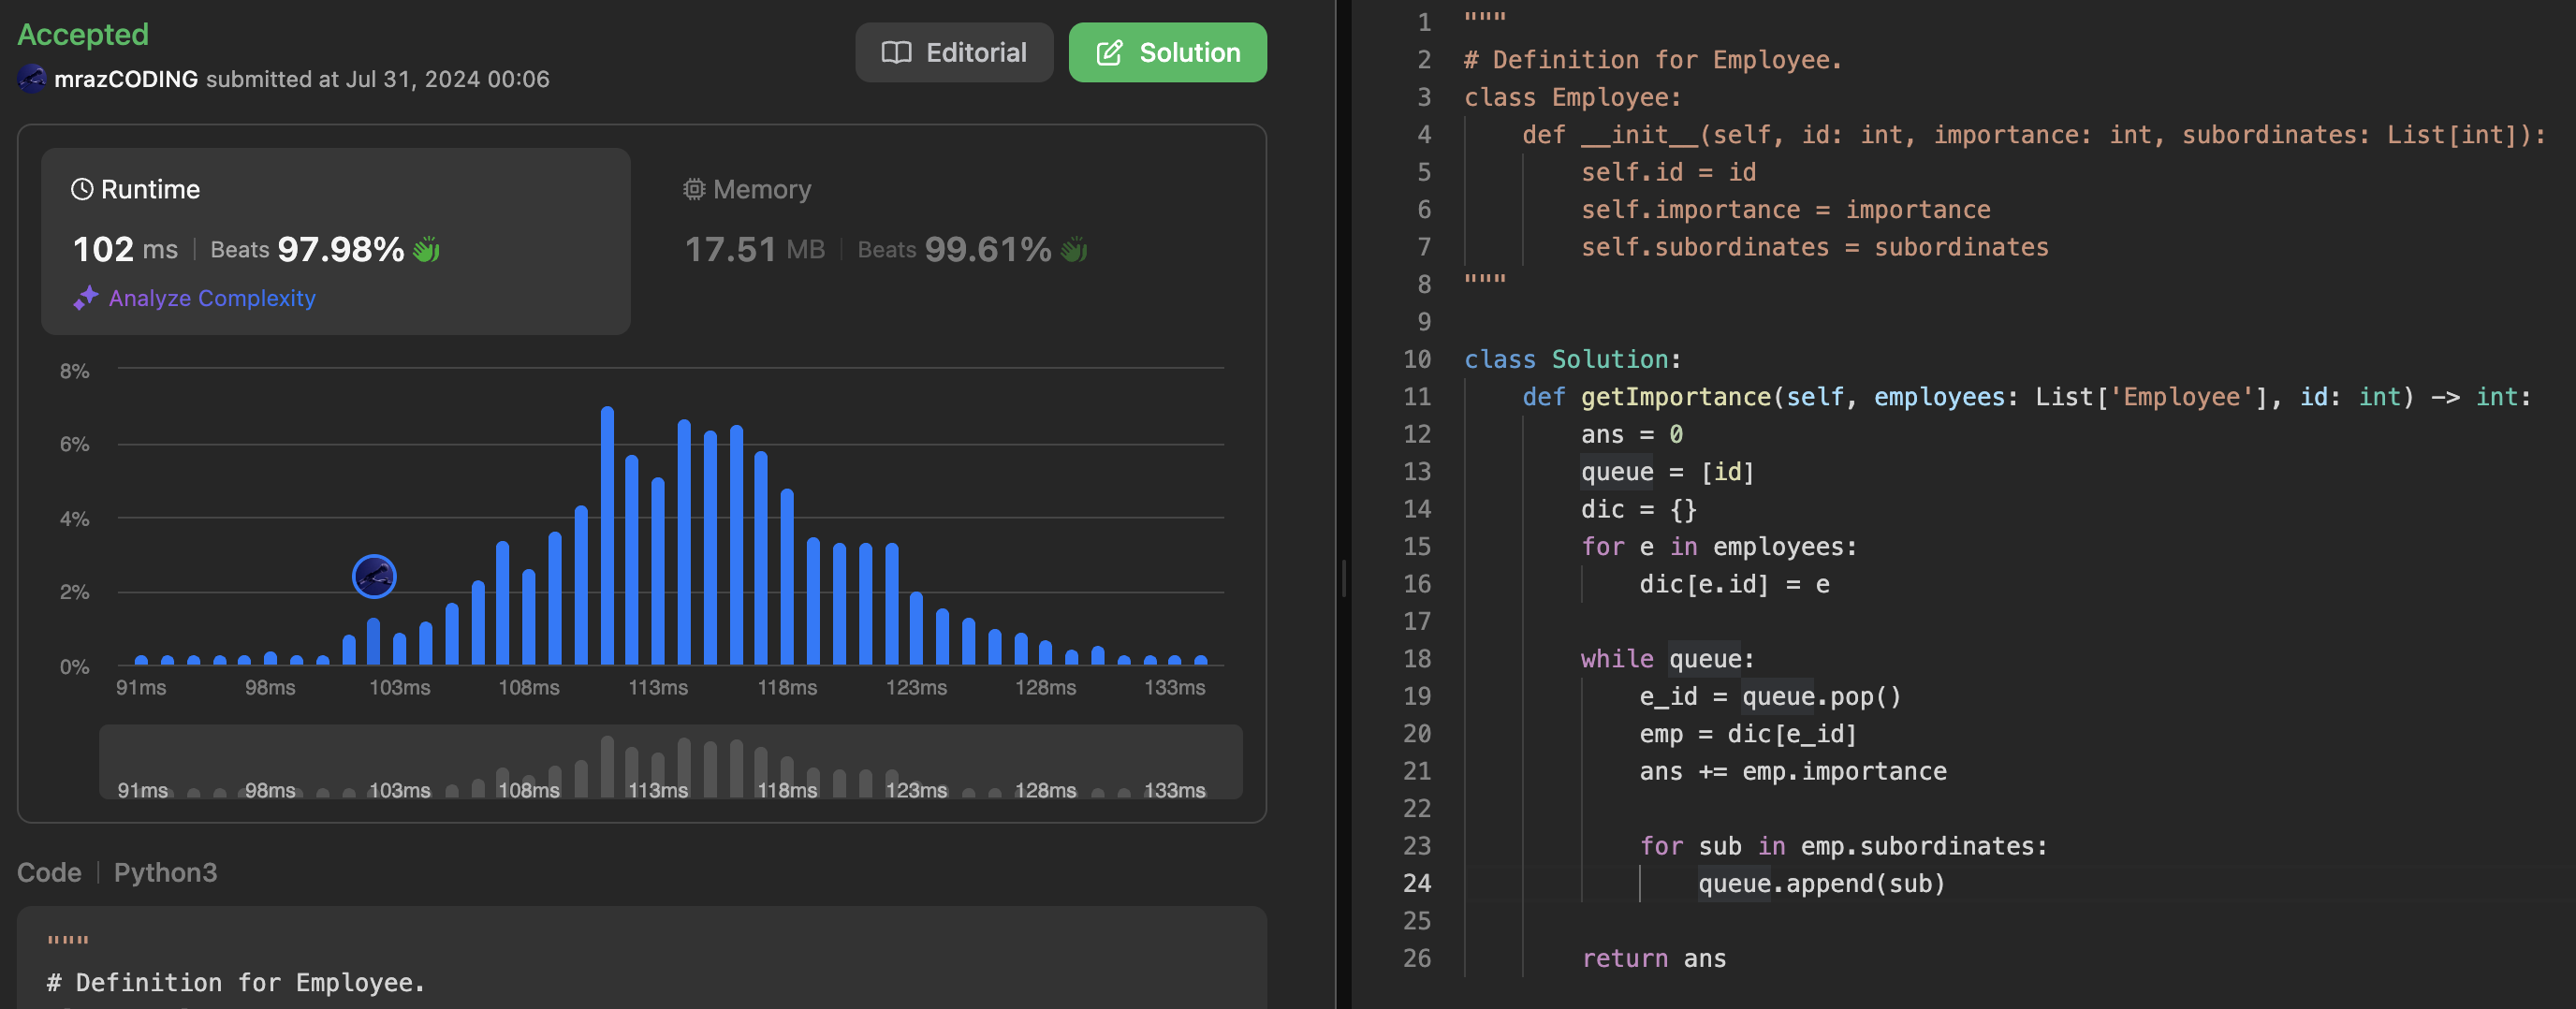 Accepted
mrazCODING submitted at Jul 31, 2024 00:06
Editorial
Solution
Runtime
102 ms | Beats 97.98%
Analyze Complexity
Memory
17.51 MB | Beats 99.61%
8%
6%
4%
2%
0%
91ms 98ms 103ms 108ms 113ms 118ms 123ms 128ms 133ms
91ms 98ms 103ms 108ms 113ms 118ms 123ms 128ms 133ms
Code | Python3
"""
# Definition for Employee.
1 """
2 # Definition for Employee.
3 class Employee:
4     def __init__(self, id: int, importance: int, subordinates: List[int]):
5         self.id = id
6         self.importance = importance
7         self.subordinates = subordinates
8 """
9
10 class Solution:
11     def getImportance(self, employees: List['Employee'], id: int) -> int:
12         ans = 0
13         queue = [id]
14         dic = {}
15         for e in employees:
16             dic[e.id] = e
17
18         while queue:
19             e_id = queue.pop()
20             emp = dic[e_id]
21             ans += emp.importance
22
23             for sub in emp.subordinates:
24                 queue.append(sub)
25
26         return ans